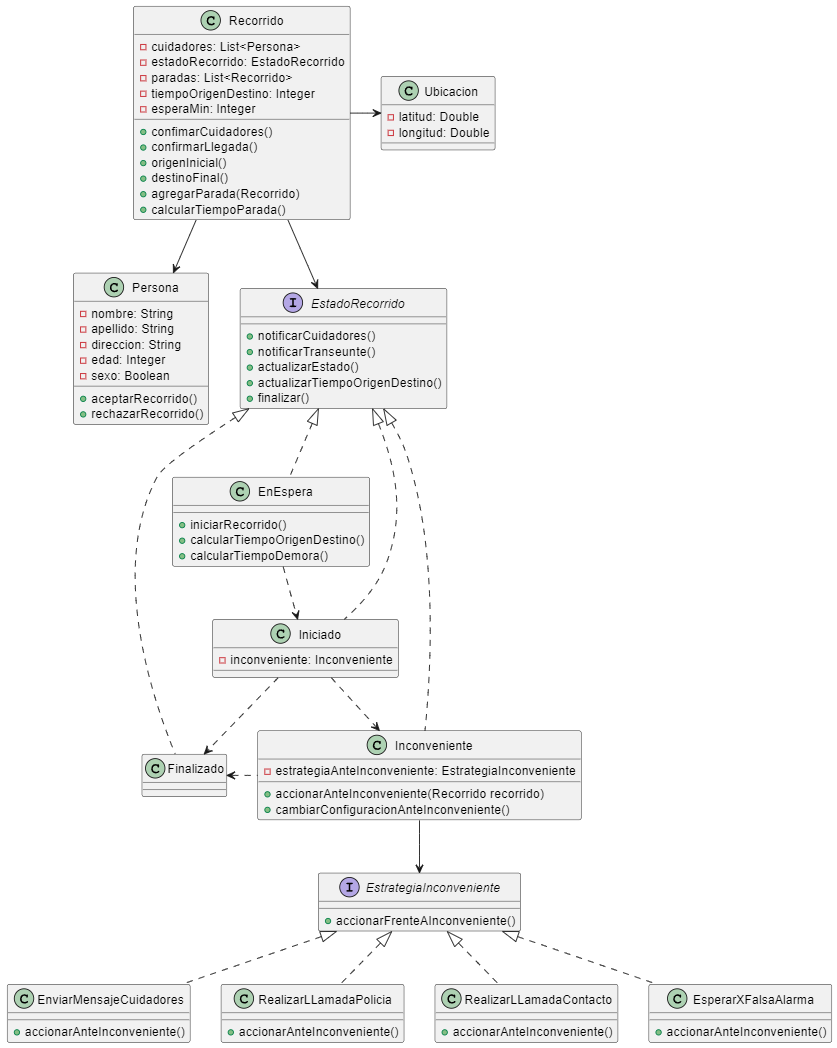 C Recorrido
cuidadores: List<Persona>
estadoRecorrido: EstadoRecorrido
paradas: List<Recorrido>
tiempoOrigenDestino: Integer
esperaMin: Integer
confimarCuidadores()
confirmarLlegada()
origenInicial()
destinoFinal()
agregarParada(Recorrido)
calcularTiempoParada()
C Ubicacion
latitud: Double
longitud: Double
C Persona
nombre: String
apellido: String
direccion: String
edad: Integer
sexo: Boolean
aceptarRecorrido()
rechazarRecorrido()
I EstadoRecorrido
notificarCuidadores()
notificarTranseunte()
actualizarEstado()
actualizarTiempoOrigenDestino()
finalizar()
C EnEspera
iniciarRecorrido()
calcularTiempoOrigenDestino()
calcularTiempoDemora()
C Iniciado
inconveniente: Inconveniente
C Finalizado
C Inconveniente
estrategiaAnteInconveniente: EstrategiaInconveniente
accionarAnteInconveniente(Recorrido recorrido)
cambiarConfiguracionAnteInconveniente()
I EstrategiaInconveniente
accionarFrenteAInconveniente()
C EnviarMensajeCuidadores
accionarAnteInconveniente()
C RealizarLLamadaPolicia
accionarAnteInconveniente()
C RealizarLLamadaContacto
accionarAnteInconveniente()
C EsperarXFalsaAlarma
accionarAnteInconveniente()